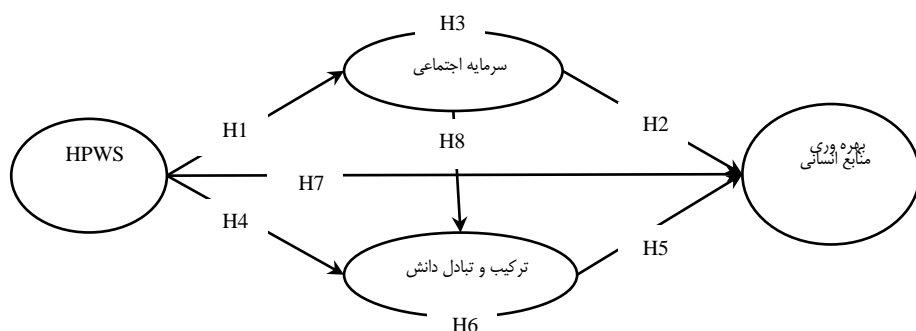 H3
سرمایه اجتماعی
H1
H2
H8
HPWS
بهره وری
منابع انسانی
H7
H4
H5
ترکیب و تبادل دانش
H6